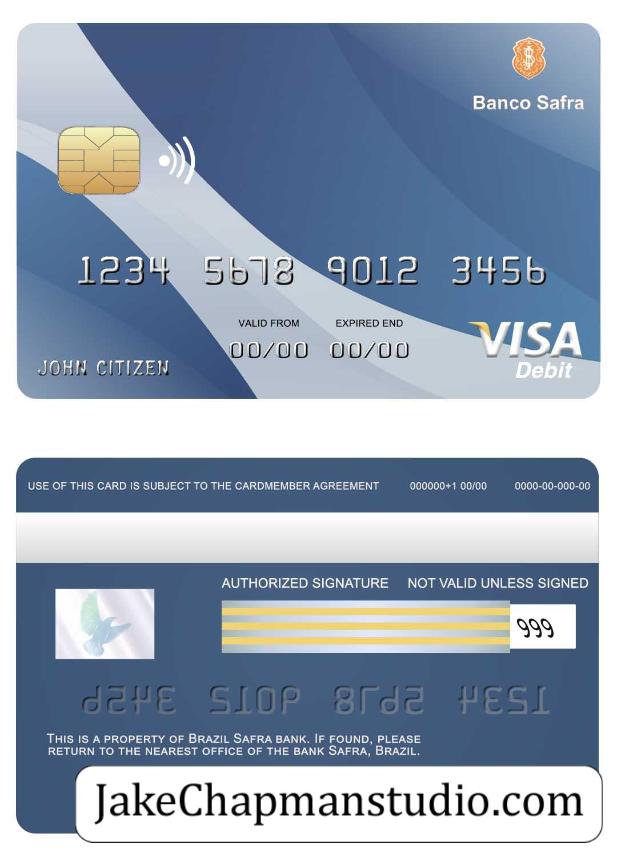 Banco Safra
1234 5678 9012 3456
VALID FROM EXPIRED END
00/00 00/00
JOHN CITIZEN
VISA
Debit
USE OF THIS CARD IS SUBJECT TO THE CARDMEMBER AGREEMENT 000000+1 00/00 0000-00-000-00
AUTHORIZED SIGNATURE NOT VALID UNLESS SIGNED
999
THIS IS A PROPERTY OF BRAZIL SAFRA BANK. IF FOUND, PLEASE
RETURN TO THE NEAREST OFFICE OF THE BANK SAFRA, BRAZIL.
JakeChapmanstudio.com